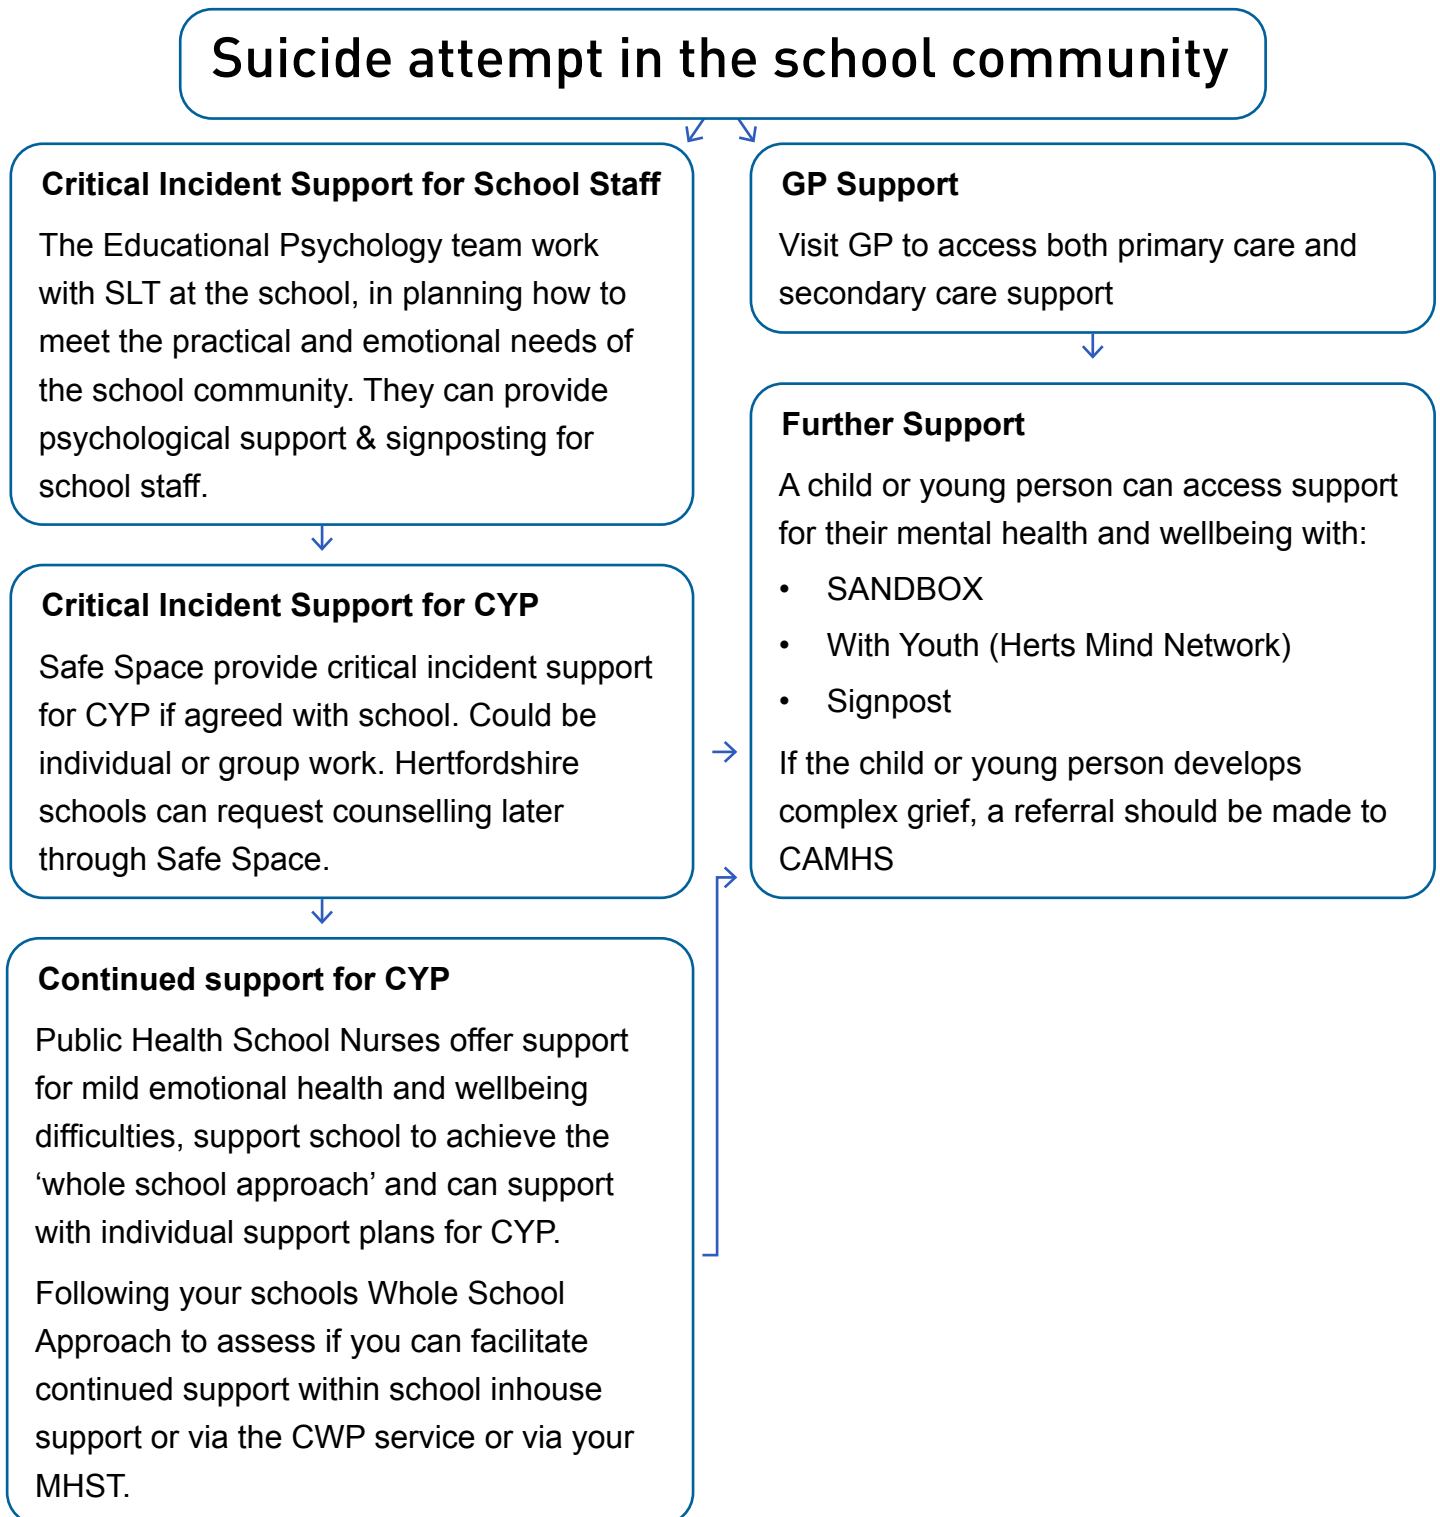 Suicide attempt in the school community
Critical Incident Support for School Staff
The Educational Psychology team work
with SLT at the school, in planning how to
meet the practical and emotional needs of
the school community. They can provide
psychological support & signposting for
school staff.
Critical Incident Support for CYP
Safe Space provide critical incident support
for CYP if agreed with school. Could be
individual or group work. Hertfordshire
schools can request counselling later
through Safe Space.
Continued support for CYP
Public Health School Nurses offer support
for mild emotional health and wellbeing
difficulties, support school to achieve the
‘whole school approach’ and can support
with individual support plans for CYP.
Following your schools Whole School
Approach to assess if you can facilitate
continued support within school inhouse
support or via the CWP service or via your
MHST.
GP Support
Visit GP to access both primary care and
secondary care support
Further Support
A child or young person can access support
for their mental health and wellbeing with:
• SANDBOX
• With Youth (Herts Mind Network)
• Signpost
If the child or young person develops
complex grief, a referral should be made to
CAMHS